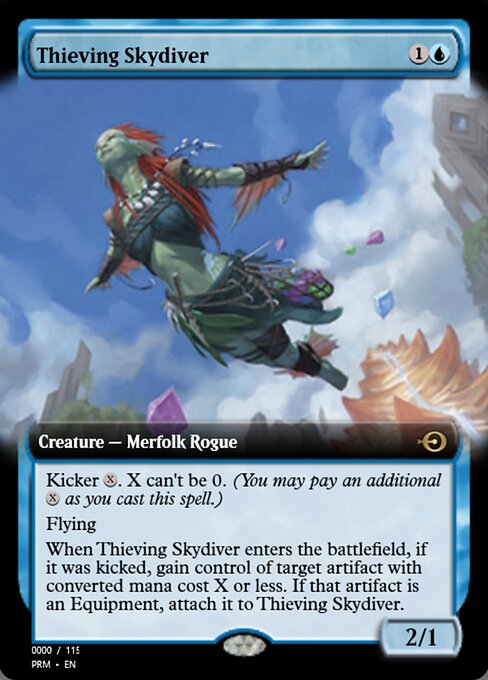 Thieving Skydiver
1
Creature — Merfolk Rogue
Kicker X. X can't be 0. (You may pay an additional
X as you cast this spell.)
Flying
When Thieving Skydiver enters the battlefield, if
it was kicked, gain control of target artifact with
converted mana cost X or less. If that artifact is
an Equipment, attach it to Thieving Skydiver.
2/1
0000 / 115
PRM • EN